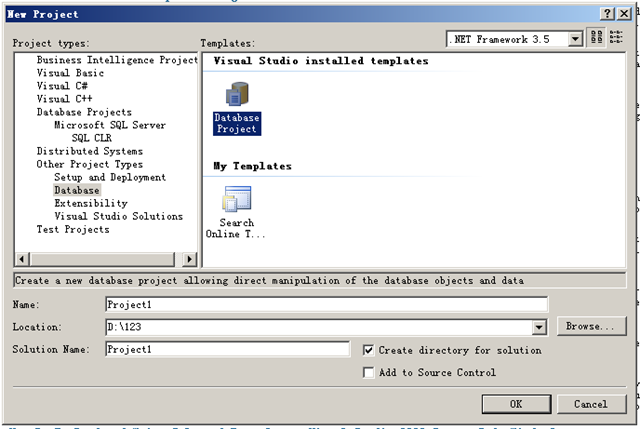 New Project
Project types:
Templates:
.NET Framework 3.5
Business Intelligence Project
Visual Basic
Visual C#
Visual C++
Database Projects
Microsoft SQL Server
SQL CLR
Distributed Systems
Other Project Types
Setup and Deployment
Database
Extensibility
Visual Studio Solutions
Test Projects
Visual Studio installed templates
Database
Project
My Templates
Search
Online T...
Create a new database project allowing direct manipulation of the database objects and data
Name:
Project1
Location:
D:\123
Browse...
Solution Name:
Project1
Create directory for solution
Add to Source Control
OK
Cancel